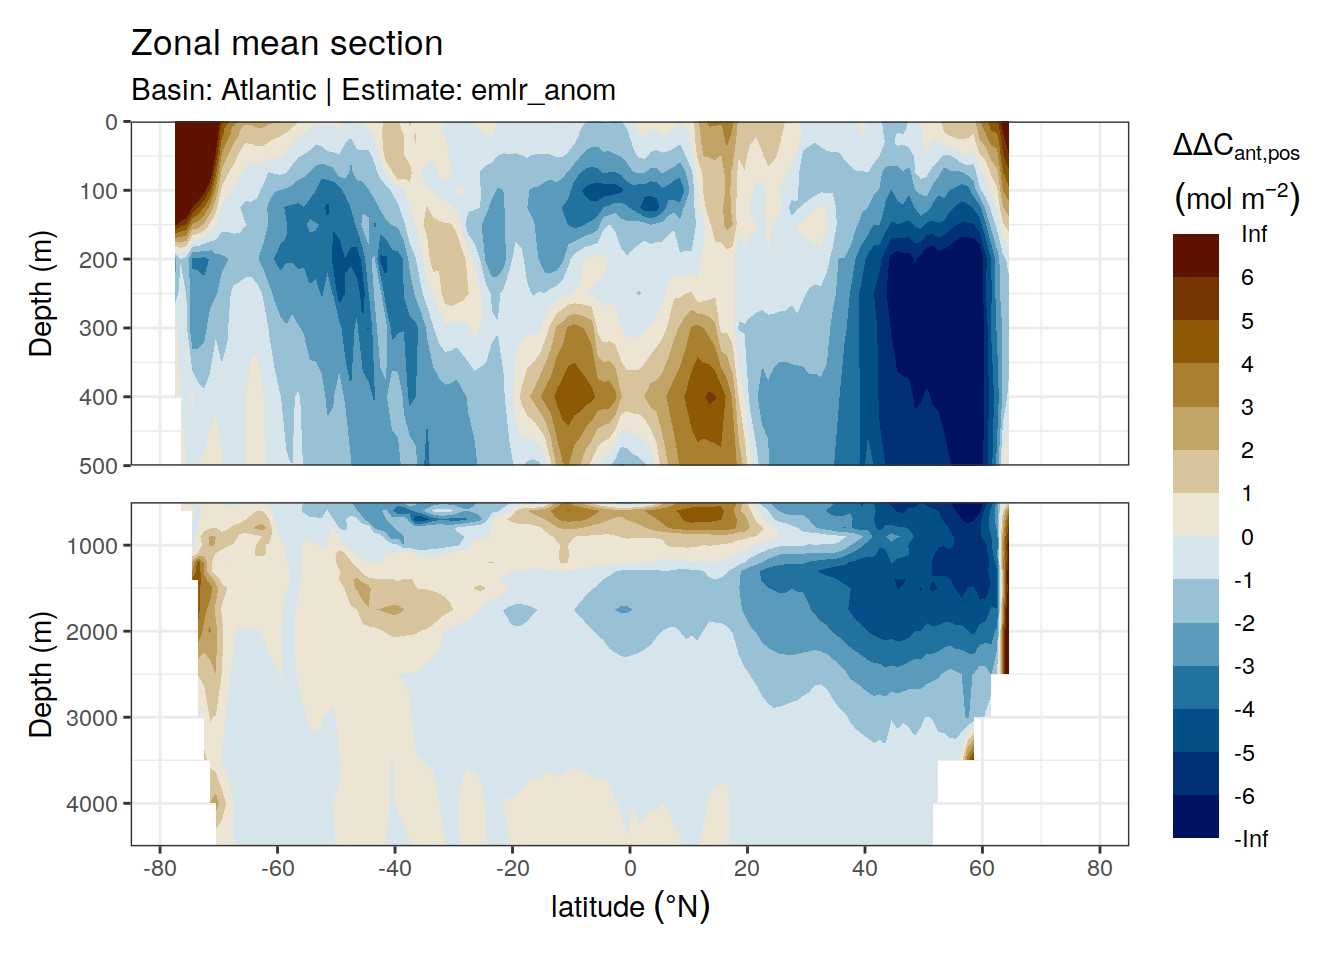 Zonal mean section
Basin: Atlantic | Estimate: emlr_anom
0
100
200
300
400
500
Depth (m)
1000
2000
3000
4000
Depth (m)
-80 -60 -40 -20 0 20 40 60 80
latitude (°N)
ΔΔCant,pos
(mol m−2)
Inf
6
5
4
3
2
1
0
-1
-2
-3
-4
-5
-6
-Inf